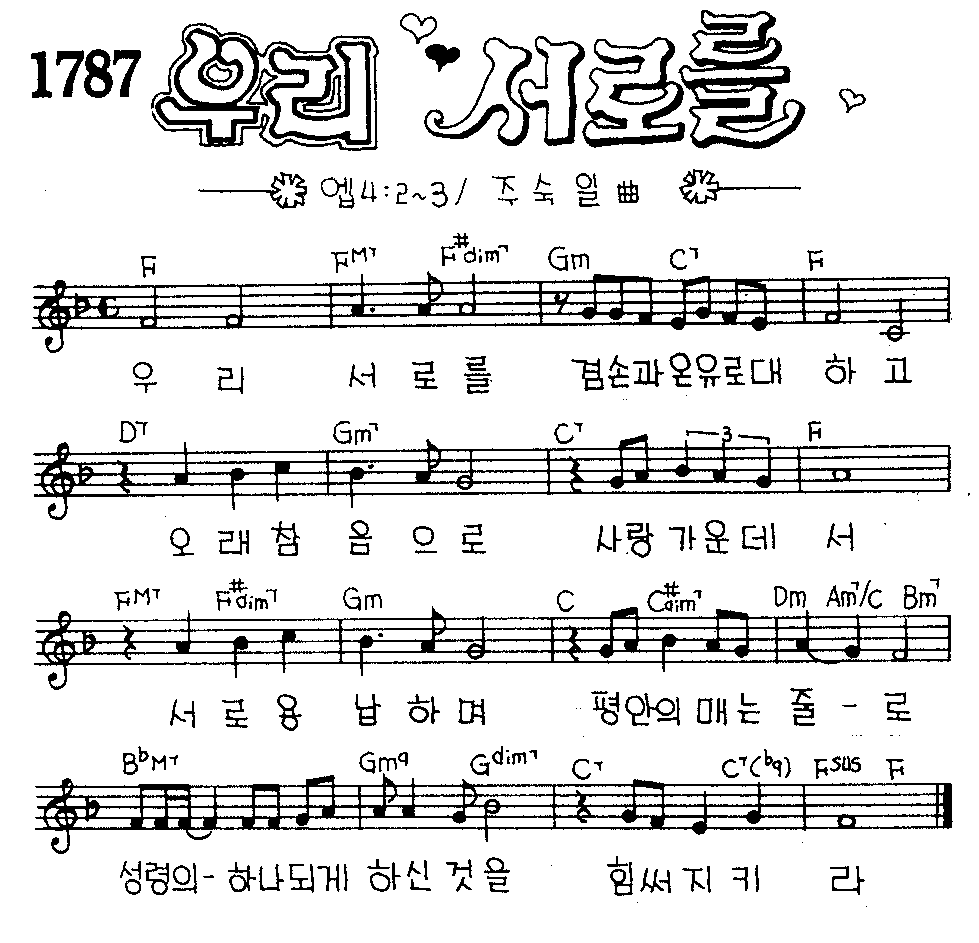 1787 우리 서로를
엡4:2~3/ 주숙일 曲
F FM7 F#dim7 Gm C7 F
우 리 서 로 를 겸손과온유로대 하 고
D7 Gm7 C7 3 F
오 래 참 음 으 로 사랑 가운데 서
FM7 F#dim7 Gm C C#dim7 Dm Am7/C Bm7
서 로 용 납 하 며 평안의 매는 줄 - 로
BbM7 Gm9 Gdim7 C7 C7(b9) Fsus F
성령의- 하나되게 하신 것을 힘써지키 라